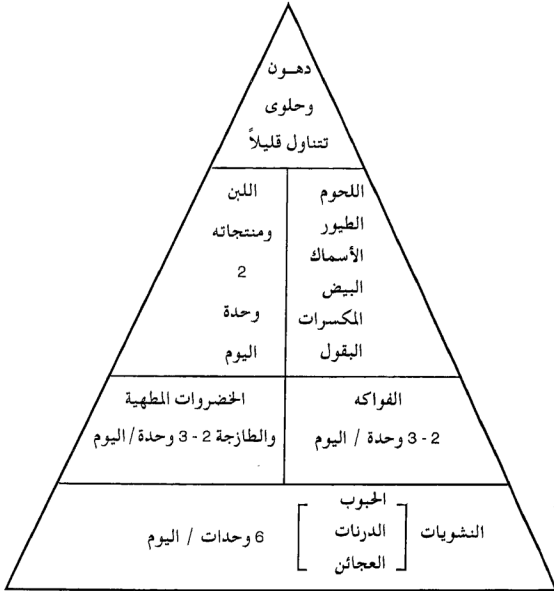 دهــون
وحلوى
تتناول قليلاً
اللحوم
الطيور
الأسماك
البيض
المكسرات
البقول
اللبن
ومنتجاته
2
وحدة
اليوم
الفواكه
2 - 3 وحدة / اليوم
الخضروات المطهية
والطازجة 2 - 3 وحدة/اليوم
النشويات
الحبوب
الدرنات
العجائن
6 وحدات / اليوم